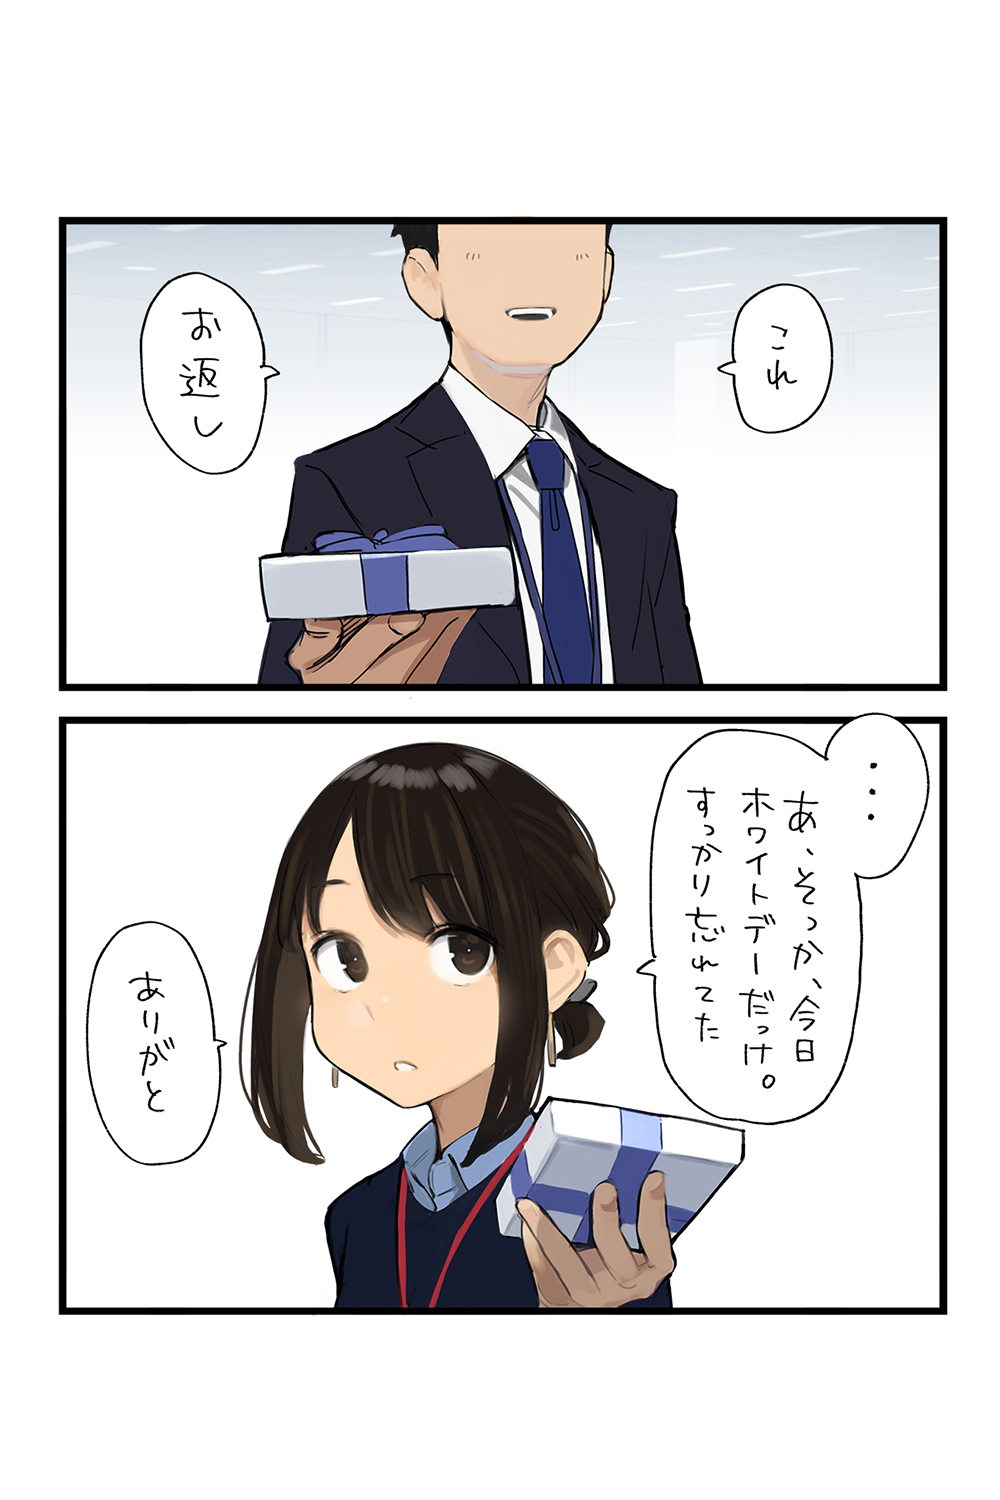 これ
お返し
・・・
あ、そっか、今日
ホワイトデーだっけ。
すっかり忘れてた
ありがと